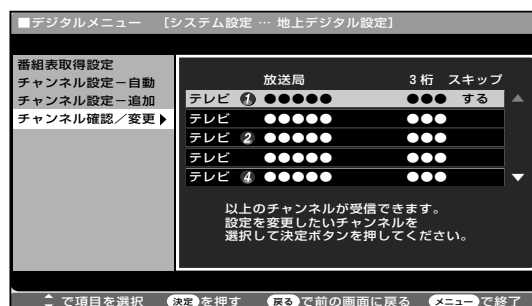 ■デジタルメニュー [システム設定 … 地上デジタル設定]
番組表取得設定
チャンネル設定－自動
チャンネル設定－追加
チャンネル確認／変更▶
放送局 3桁 スキップ
テレビ ❶ ●●●●● ●●● する ▲
テレビ ●●●●● ●●●
テレビ ❷ ●●●●● ●●●
テレビ ●●●●● ●●●
テレビ ❹ ●●●●● ●●● ▼
以上のチャンネルが受信できます。
設定を変更したいチャンネルを
選択して決定ボタンを押してください。
で項目を選択 決定を押す 戻るで前の画面に戻る メニューで終了